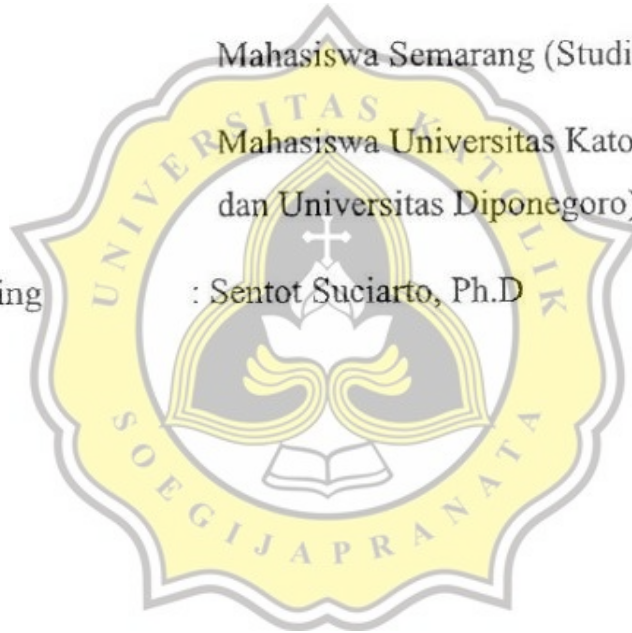 Mahasiswa Semarang (Studi
Mahasiswa Universitas Kato
dan Universitas Diponegoro)
ing : Sentot Suciarto, Ph.D
UNIVERSITAS KATOLIK
SOEGIJAPRANATA